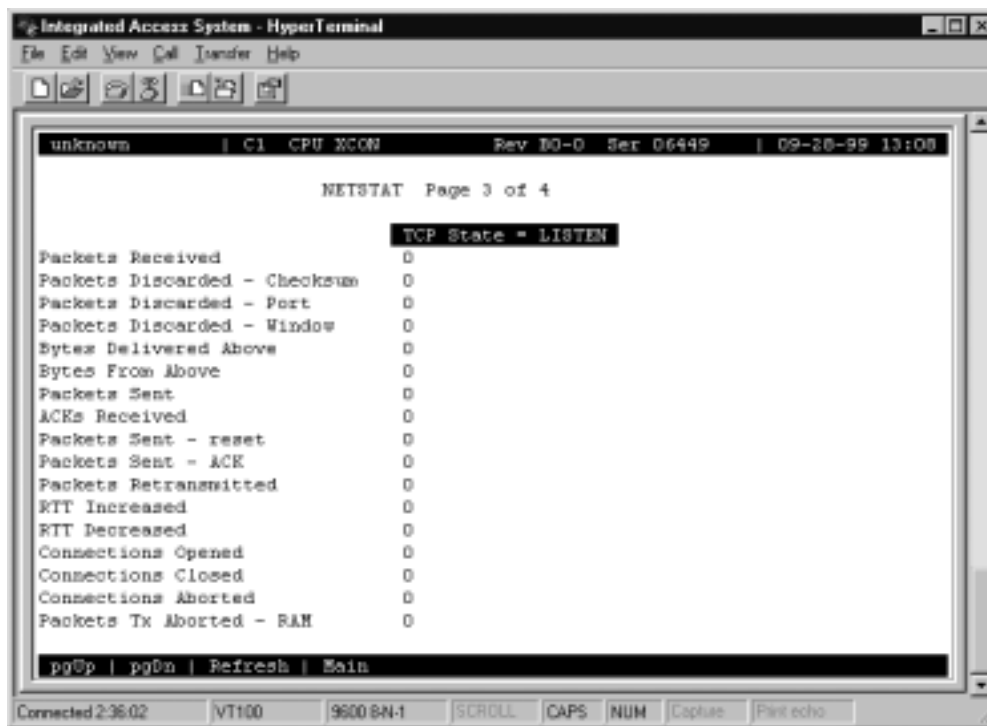 Integrated Access System - HyperTerminal
File Edit View Call Transfer Help
unknown | C1 CPU XCON Rev B0-0 Ser 06449 | 09-28-99 13:08
NETSTAT Page 3 of 4
TCP State = LISTEN
Packets Received 0
Packets Discarded - Checksum 0
Packets Discarded - Port 0
Packets Discarded - Window 0
Bytes Delivered Above 0
Bytes From Above 0
Packets Sent 0
ACKs Received 0
Packets Sent - reset 0
Packets Sent - ACK 0
Packets Retransmitted 0
RTT Increased 0
RTT Decreased 0
Connections Opened 0
Connections Closed 0
Connections Aborted 0
Packets Tx Aborted - RAM 0
pgUp | pgDn | Refresh | Main
Connected 2:36:02 VT100 9600 8-N-1 SCROLL CAPS NUM Capture Print echo